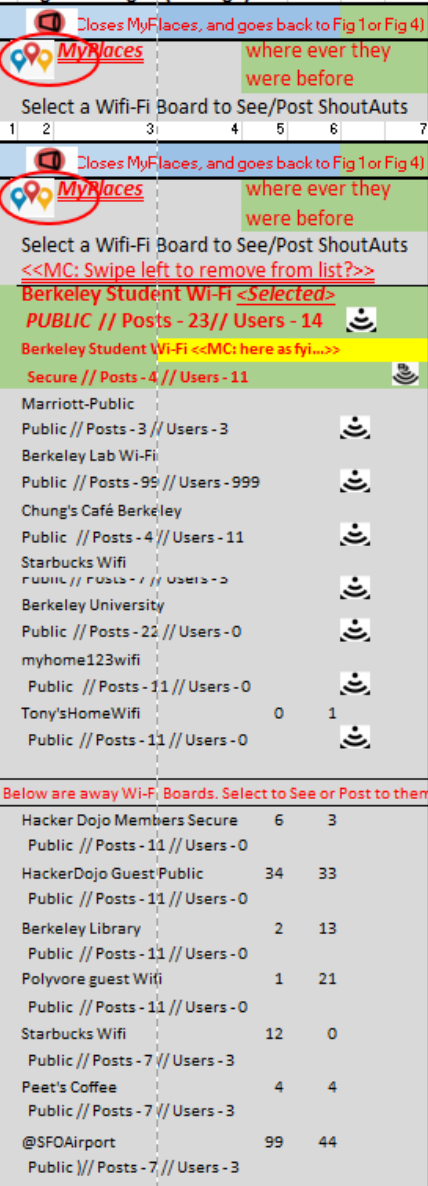 Closes MyPlaces, and goes back to Fig 1 or Fig 4)
MyPlaces
where ever they
were before
Select a Wifi-Fi Board to See/Post ShoutAuts
1 2 3 4 5 6 7
Closes MyPlaces, and goes back to Fig 1 or Fig 4)
MyPlaces
where ever they
were before
Select a Wifi-Fi Board to See/Post ShoutAuts
<<MC: Swipe left to remove from list?>>
Berkeley Student Wi-Fi <Selected>
PUBLIC // Posts - 23// Users - 14
Berkeley Student Wi-Fi <<MC: here as fyi...>>
Secure // Posts - 4 // Users - 11
Marriott-Public
Public // Posts - 3 // Users - 3
Berkeley Lab Wi-Fi
Public // Posts - 99 // Users - 999
Chung's Café Berkeley
Public // Posts - 4 // Users - 11
Starbucks Wifi
Public // Posts - 7 // Users - 3
Berkeley University
Public // Posts - 22 // Users - 0
myhome123wifi
Public // Posts - 11 // Users - 0
Tony'sHomeWifi 0 1
Public // Posts - 11 // Users - 0
Below are away Wi-Fi Boards. Select to See or Post to them
Hacker Dojo Members Secure 6 3
Public // Posts - 11 // Users - 0
HackerDojo Guest Public 34 33
Public // Posts - 11 // Users - 0
Berkeley Library 2 13
Public // Posts - 11 // Users - 0
Polyvore guest Wifi 1 21
Public // Posts - 11 // Users - 0
Starbucks Wifi 12 0
Public // Posts - 7 // Users - 3
Peet's Coffee 4 4
Public // Posts - 7 // Users - 3
@SFOAirport 99 44
Public )// Posts - 7 // Users - 3